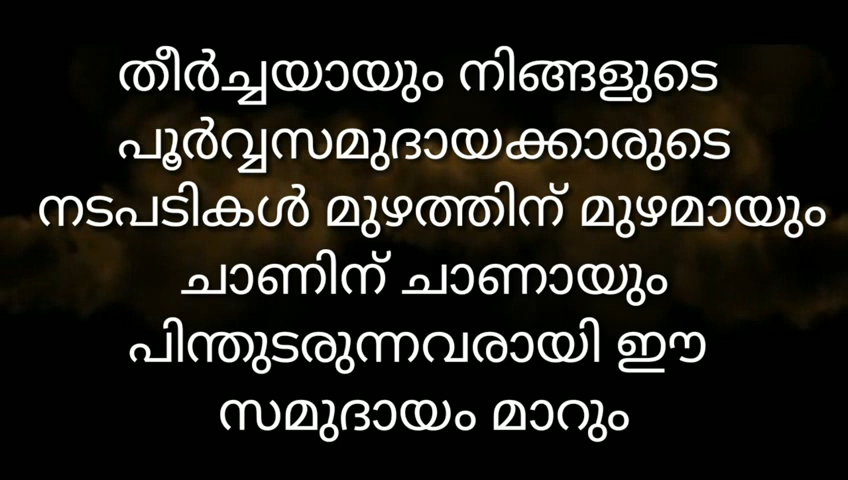 തീർച്ചയായും നിങ്ങളുടെ
പൂർവ്വസമുദായക്കാരുടെ
നടപടികൾ മുഴത്തിന് മുഴമായും
ചാണിന് ചാണായും
പിന്തുടരുന്നവരായി ഈ
സമുദായം മാറും